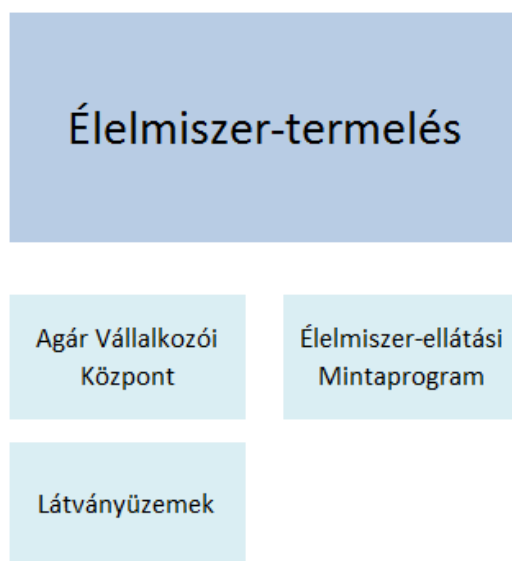 Élelmiszer-termelés
Agár Vállalkozói
Központ
Élelmiszer-ellátási
Mintaprogram
Látványüzemek